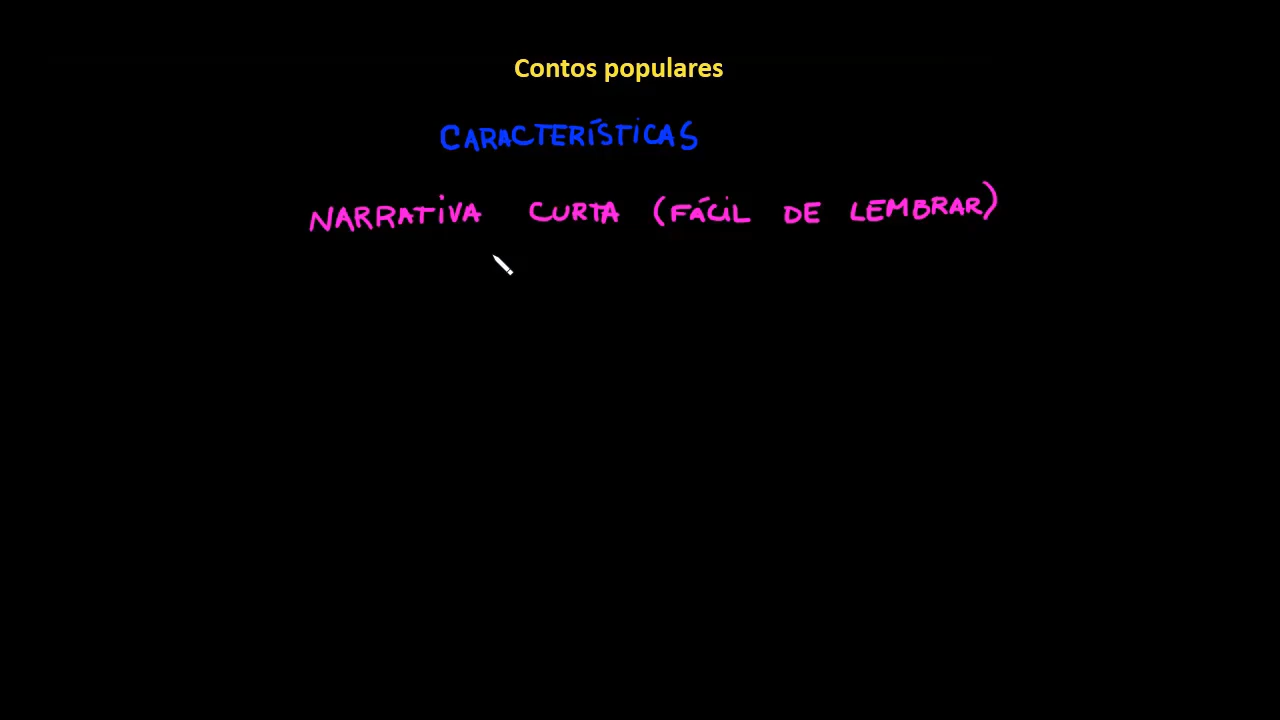 Contos populares
CARACTERÍSTICAS
NARRATIVA CURTA (FÁCIL DE LEMBRAR)